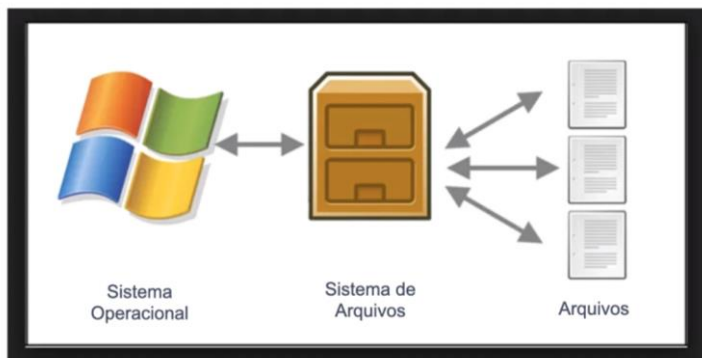 Sistema
Operacional
Sistema de
Arquivos
Arquivos